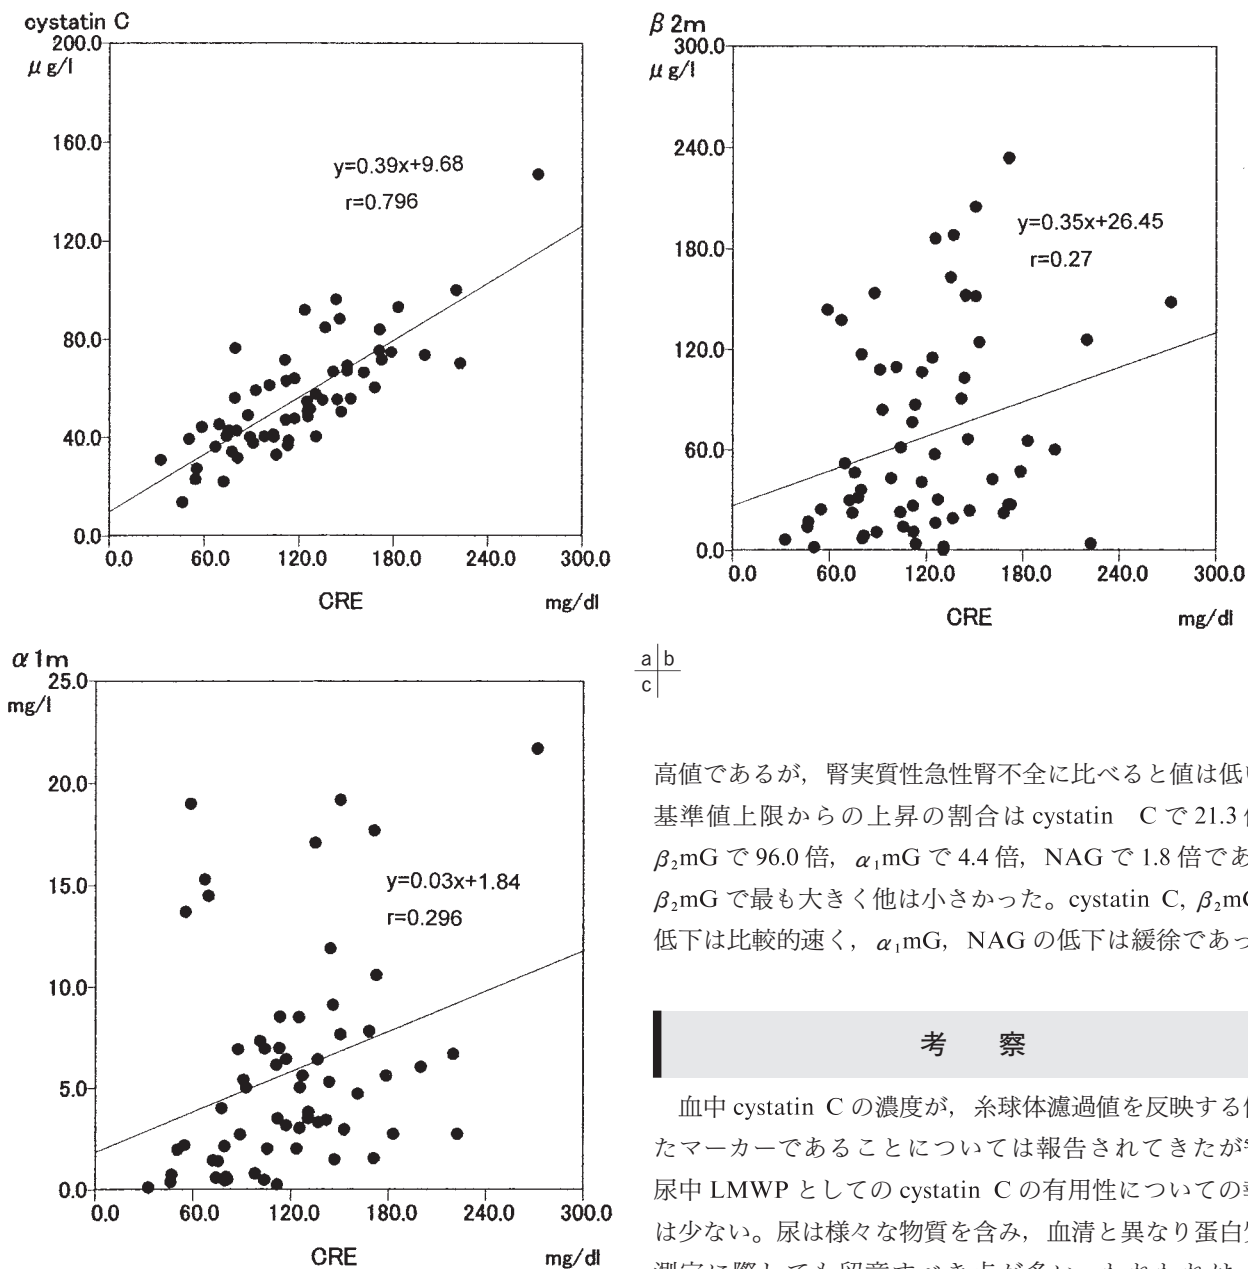 cystatin C
200.0
μg/l
160.0
y=0.39x+9.68
r=0.796
120.0
80.0
40.0
0.0
0.0 60.0 120.0 180.0 240.0 300.0
CRE mg/dl
β2m
300.0
μg/l
240.0
y=0.35x+26.45
180.0
r=0.27
120.0
60.0
0.0
0.0 60.0 120.0 180.0 240.0 300.0
CRE mg/dl
α1m
25.0
mg/l
20.0
15.0
y=0.03x+1.84
r=0.296
10.0
5.0
0.0
0.0 60.0 120.0 180.0 240.0 300.0
CRE mg/dl
a b
c
高値であるが，腎実質性急性腎不全に比べると値は低い
基準値上限からの上昇の割合は cystatin C で 21.3
β₂mG で 96.0 倍，α₁mG で 4.4 倍，NAG で 1.8 倍であ
β₂mG で最も大きく他は小さかった。cystatin C, β₂mG
低下は比較的速く，α₁mG，NAG の低下は緩徐であっ
考 察
血中 cystatin C の濃度が，糸球体濾過値を反映する
たマーカーであることについては報告されてきたが
尿中 LMWP としての cystatin C の有用性についての
は少ない。尿は様々な物質を含み，血清と異なり蛋白質